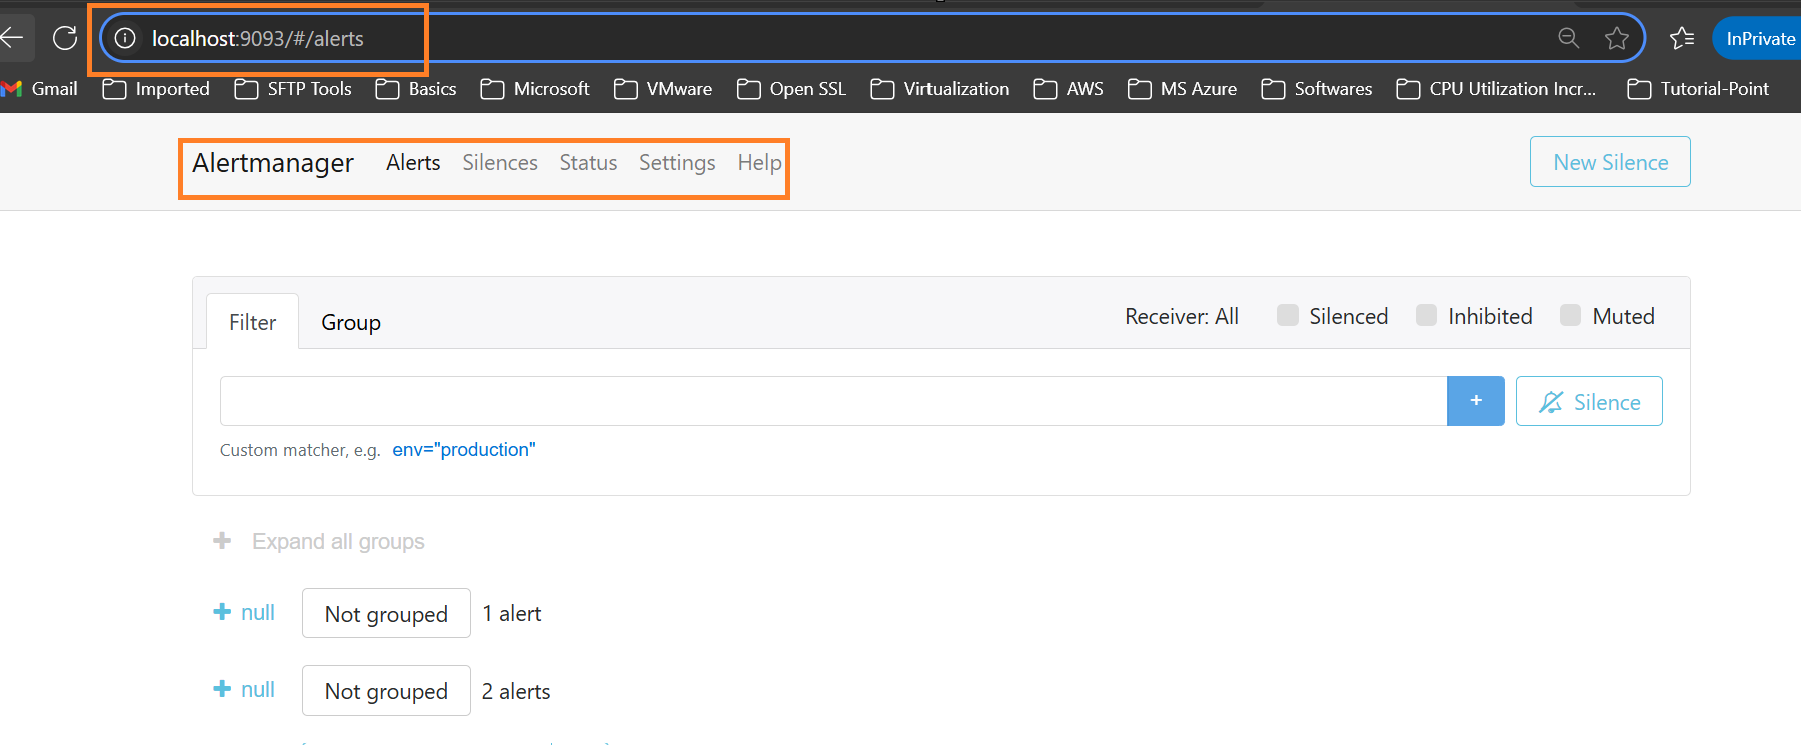 localhost:9093/#/alerts
InPrivate
Gmail Imported SFTP Tools Basics Microsoft VMware Open SSL Virtualization AWS MS Azure Softwares CPU Utilization Incr... Tutorial-Point
Alertmanager Alerts Silences Status Settings Help New Silence
Filter Group Receiver: All Silenced Inhibited Muted
+ Silence
Custom matcher, e.g. env="production"
+ Expand all groups
+ null Not grouped 1 alert
+ null Not grouped 2 alerts